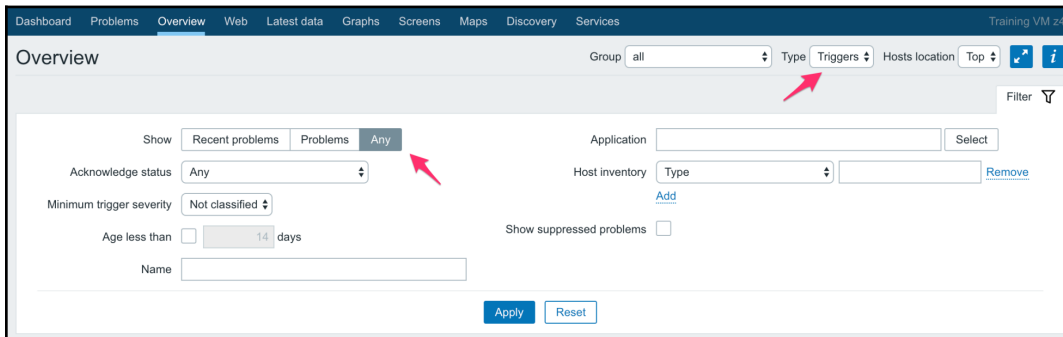 Dashboard Problems Overview Web Latest data Graphs Screens Maps Discovery Services Training VM z4
Overview Group all Type Triggers Hosts location Top i
Filter
Show Recent problems Problems Any Application Select
Acknowledge status Any Host inventory Type Remove
Add
Minimum trigger severity Not classified
Show suppressed problems
Age less than 14 days
Name
Apply Reset